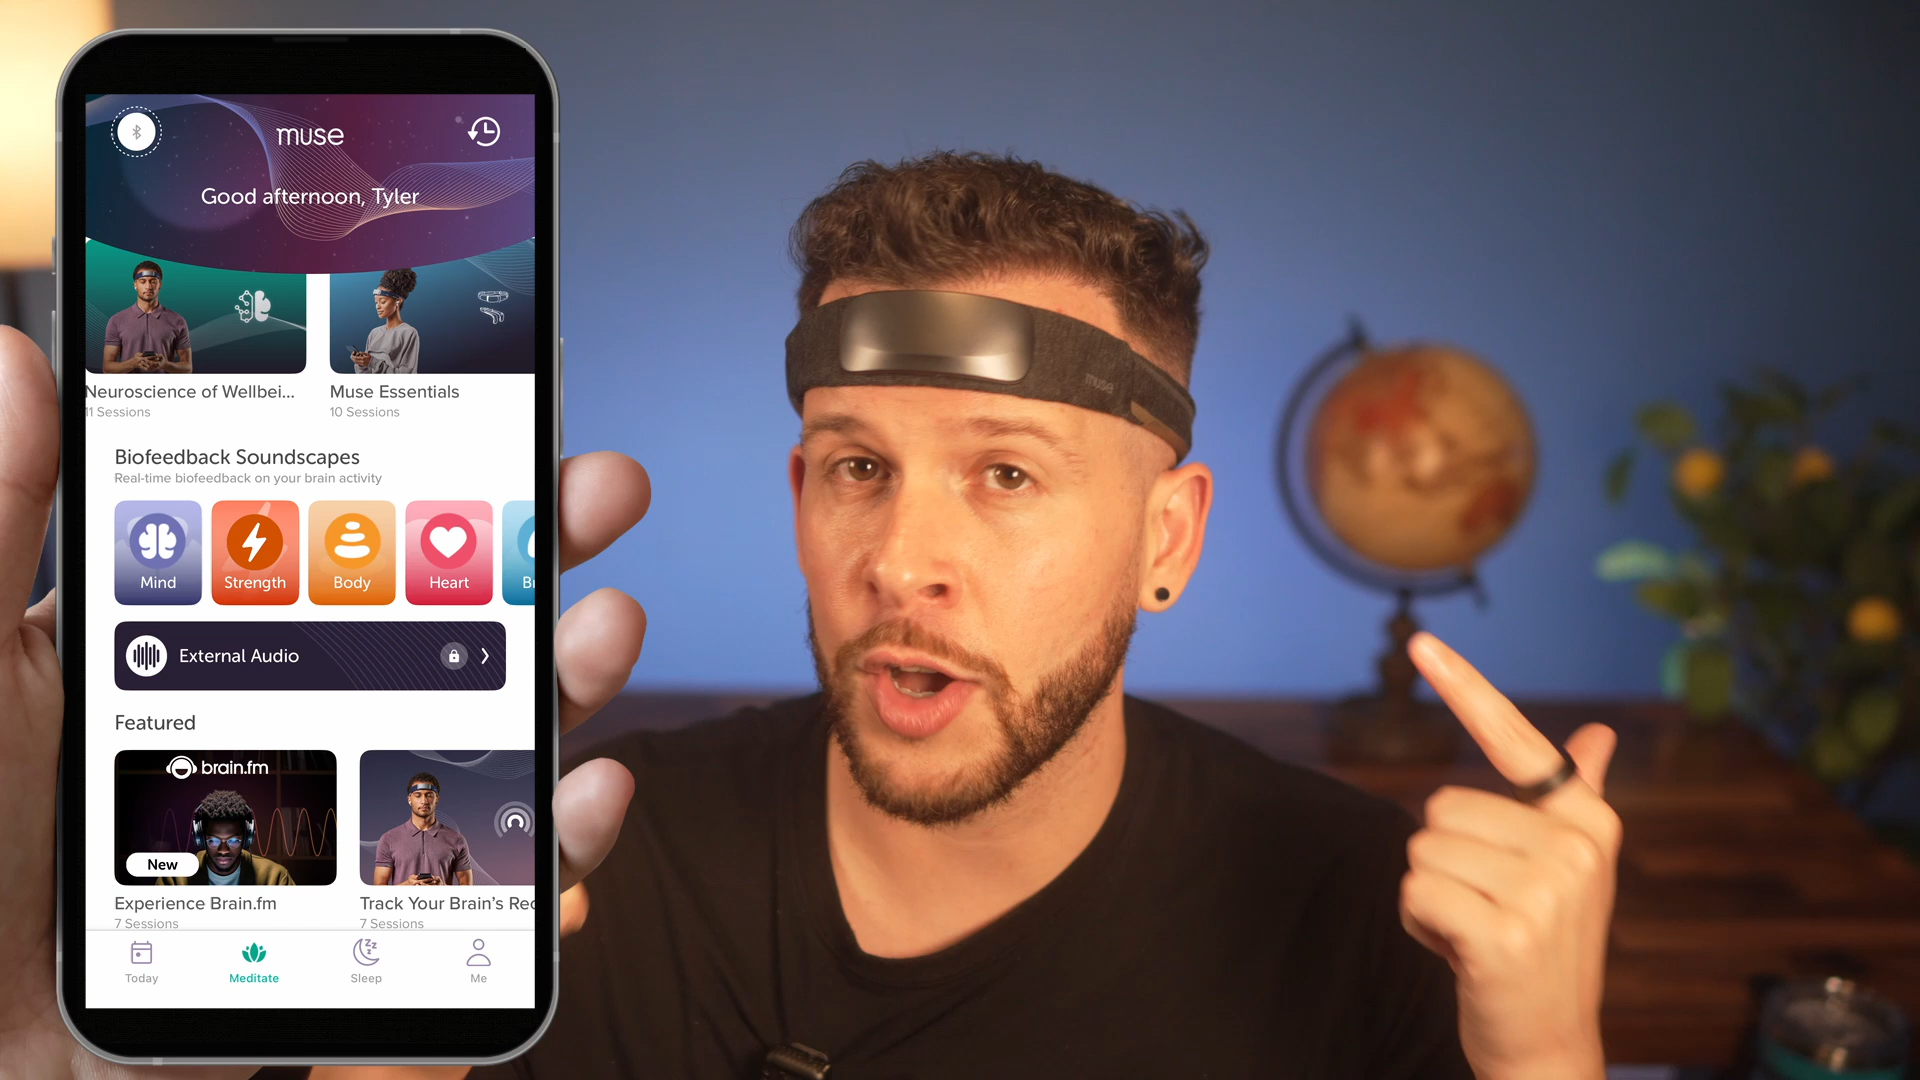 muse
Good afternoon, Tyler
Neuroscience of Wellbei...
11 Sessions
Muse Essentials
10 Sessions
Biofeedback Soundscapes
Real-time biofeedback on your brain activity
Mind
Strength
Body
Heart
External Audio
Featured
brain.fm
New
Experience Brain.fm
7 Sessions
Track Your Brain's
7 Sessions
Today
Meditate
Sleep
Me
muse